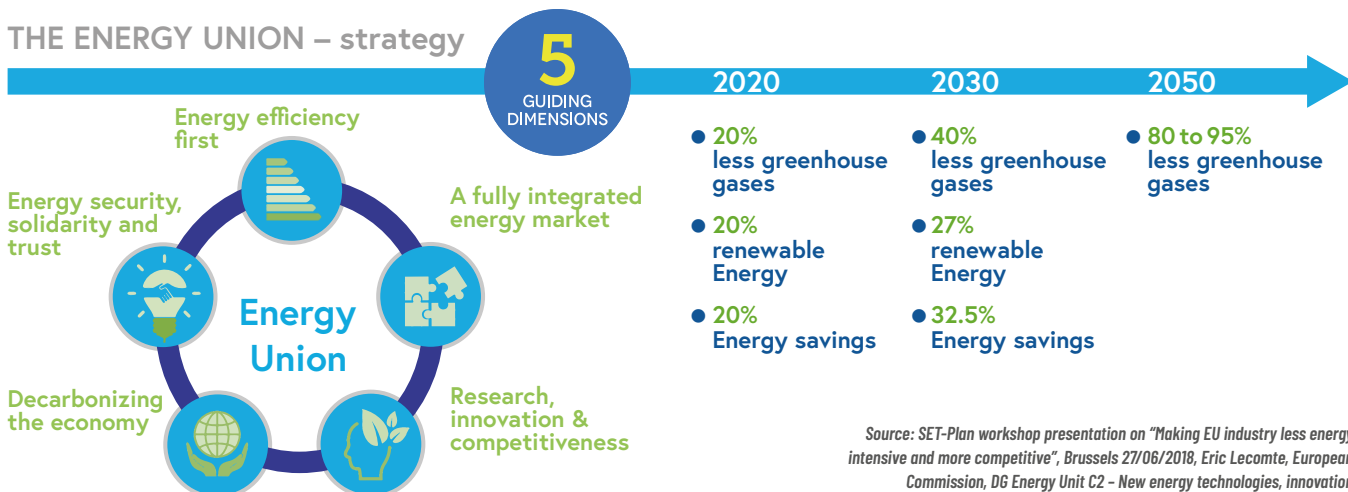 THE ENERGY UNION – strategy
5
GUIDING
DIMENSIONS
2020
2030
2050
Energy efficiency
first
A fully integrated
energy market
Energy security,
solidarity and
trust
Energy
Union
Decarbonizing
the economy
Research,
innovation &
competitiveness
20%
less greenhouse
gases
20%
renewable
Energy
20%
Energy savings
40%
less greenhouse
gases
27%
renewable
Energy
32.5%
Energy savings
80 to 95%
less greenhouse
gases
Source: SET-Plan workshop presentation on “Making EU industry less energy
intensive and more competitive”, Brussels 27/06/2018, Eric Lecomte, European
Commission, DG Energy Unit C2 – New energy technologies, innovation